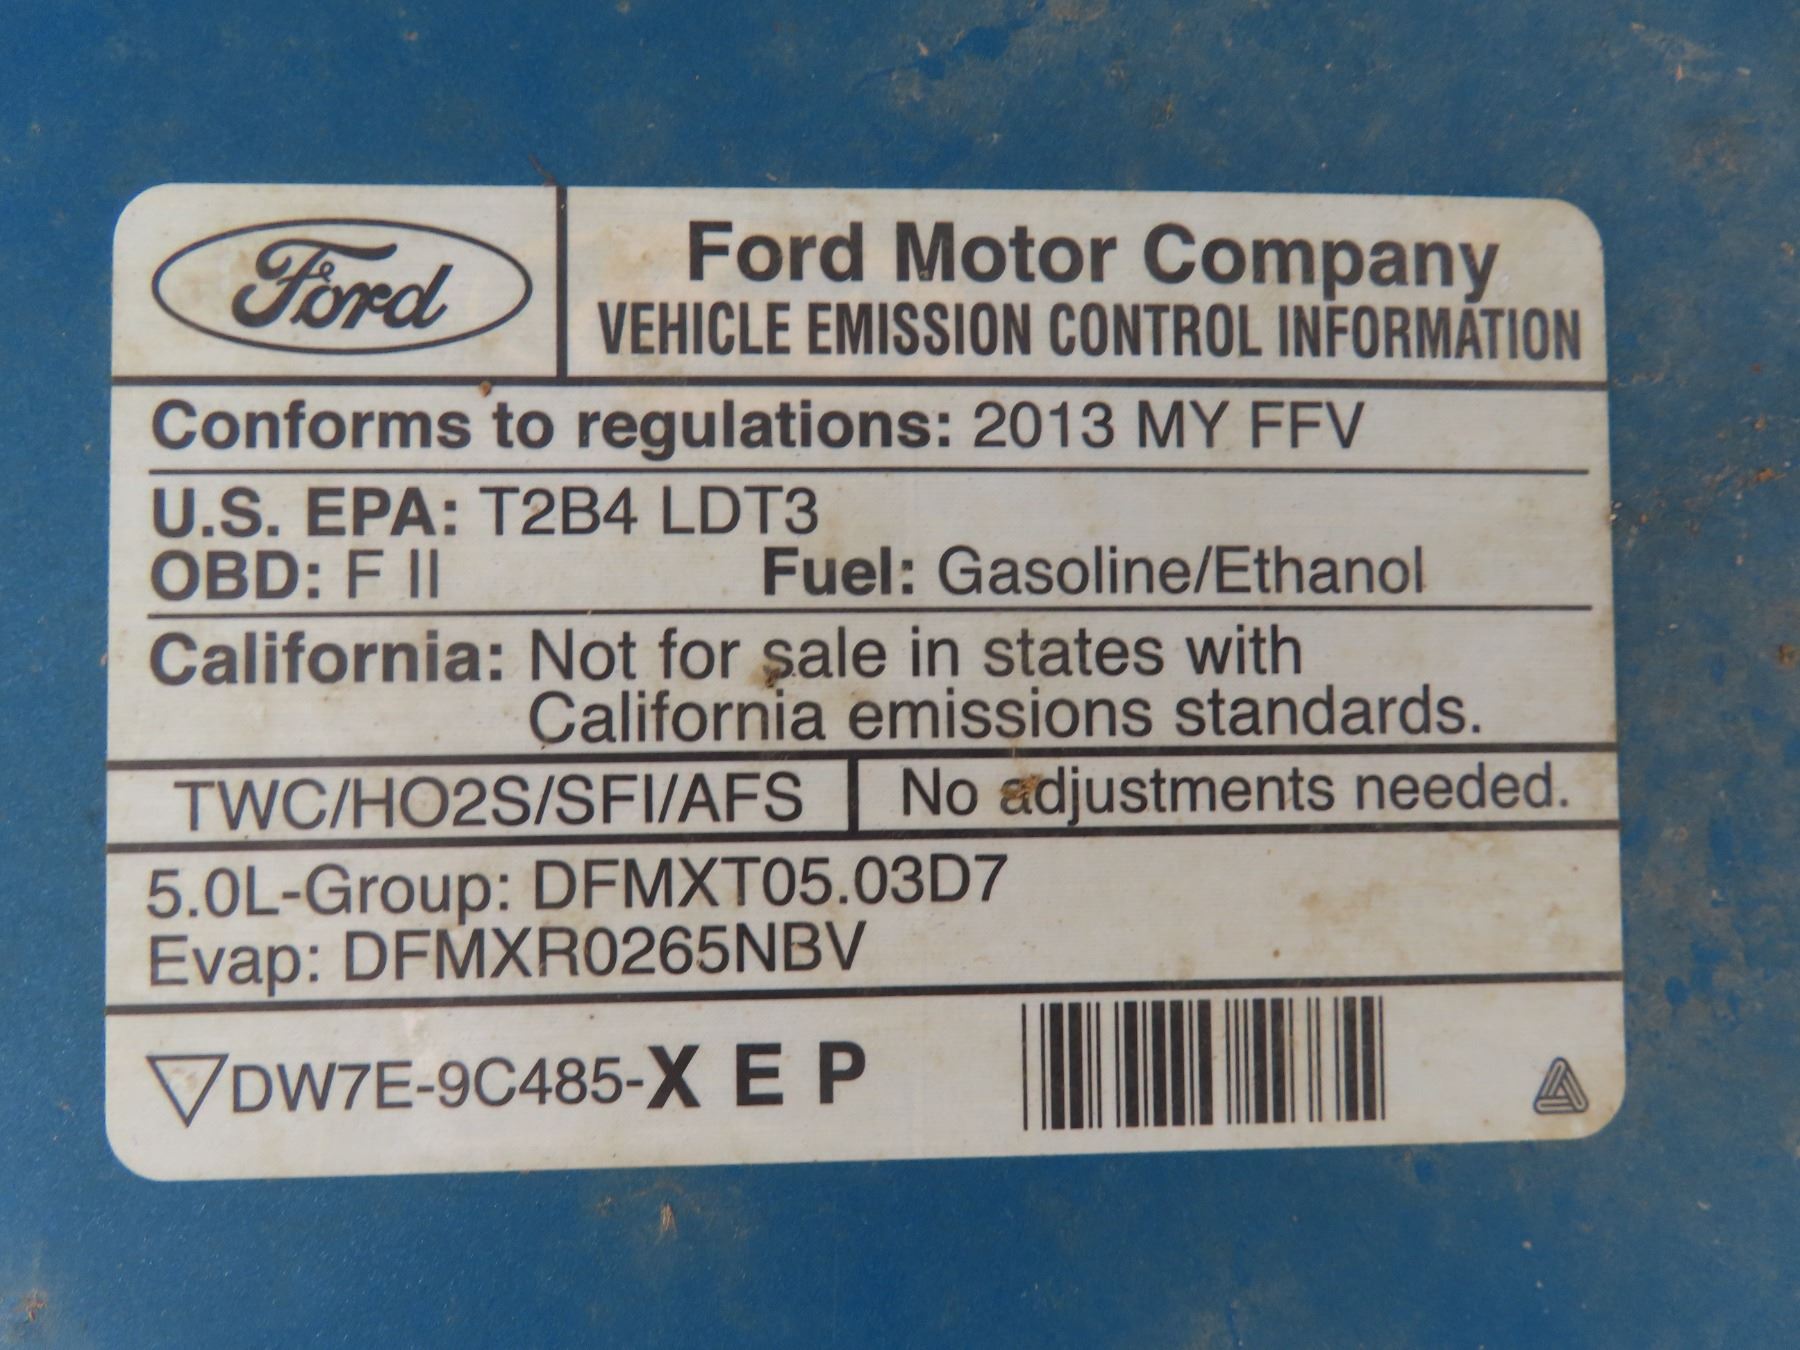 Ford
Ford Motor Company
VEHICLE EMISSION CONTROL INFORMATION
Conforms to regulations: 2013 MY FFV
U.S. EPA: T2B4 LDT3
OBD: F II Fuel: Gasoline/Ethanol
California: Not for sale in states with
California emissions standards.
TWC/HO2S/SFI/AFS No adjustments needed.
5.0L-Group: DFMXT05.03D7
Evap: DFMXR0265NBV
DW7E-9C485-X E P